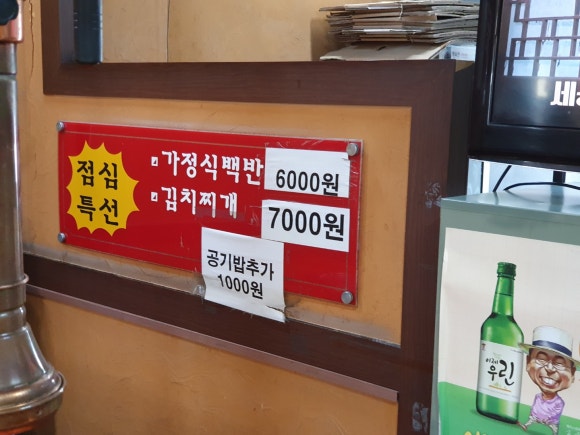 점심
특선
▫가정식백반 6000원
▫김치찌개 7000원
공기밥추가
1000원
이제
우린